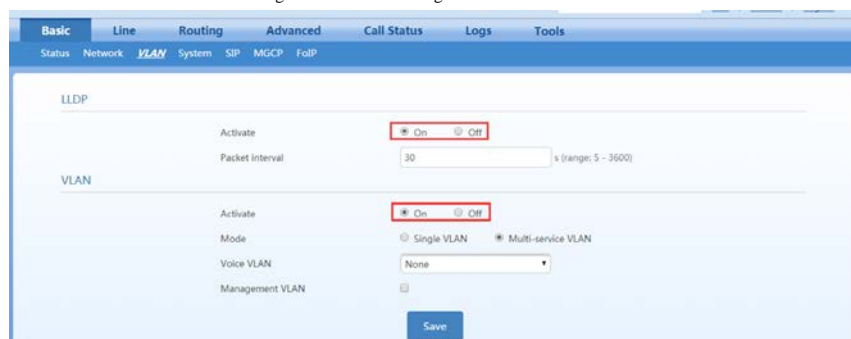 Basic Line Routing Advanced Call Status Logs Tools
Status Network VLAN System SIP MGCP FoIP
LLDP
Activate On Off
Packet interval 30 s (range: 5 - 3600)
VLAN
Activate On Off
Mode Single VLAN Multi-service VLAN
Voice VLAN None
Management VLAN
Save